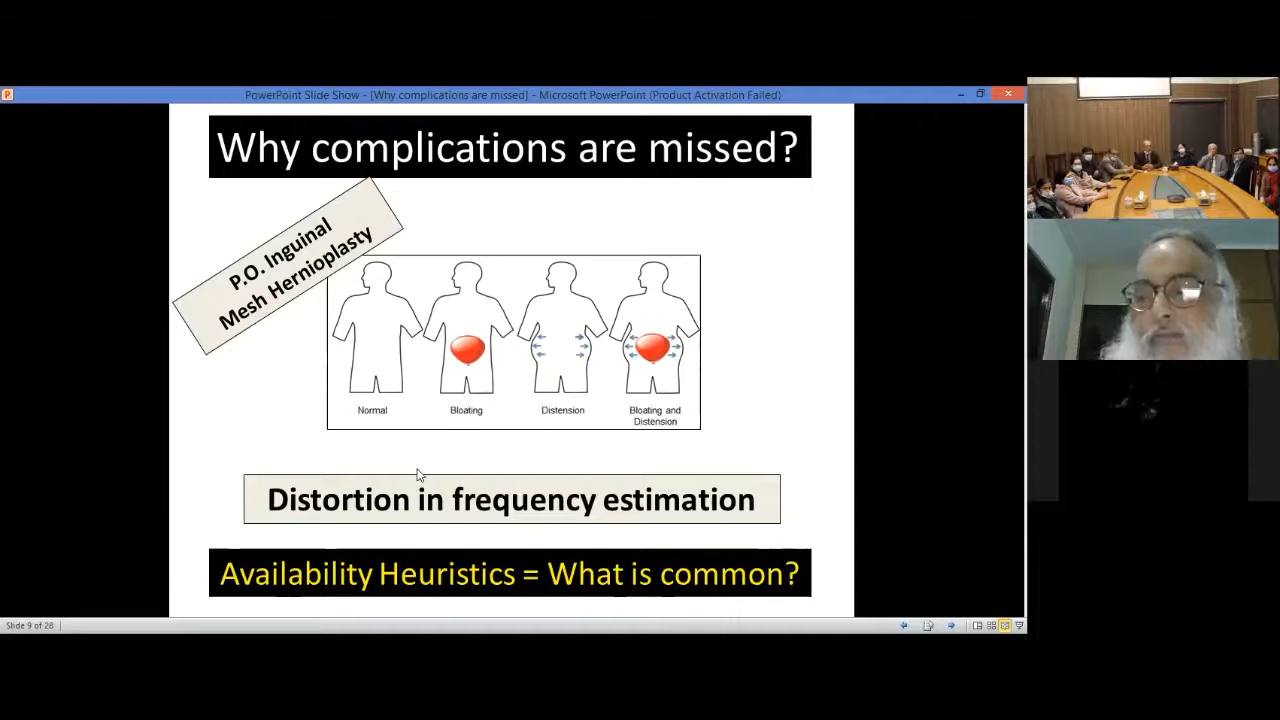 PowerPoint Slide Show - [Why complications are missed] - Microsoft PowerPoint (Product Activation Failed)
Why complications are missed?
P.O. Inguinal
Mesh Hernioplasty
Normal
Bloating
Distension
Bloating and
Distension
Distortion in frequency estimation
Availability Heuristics = What is common?
Slide 9 of 28